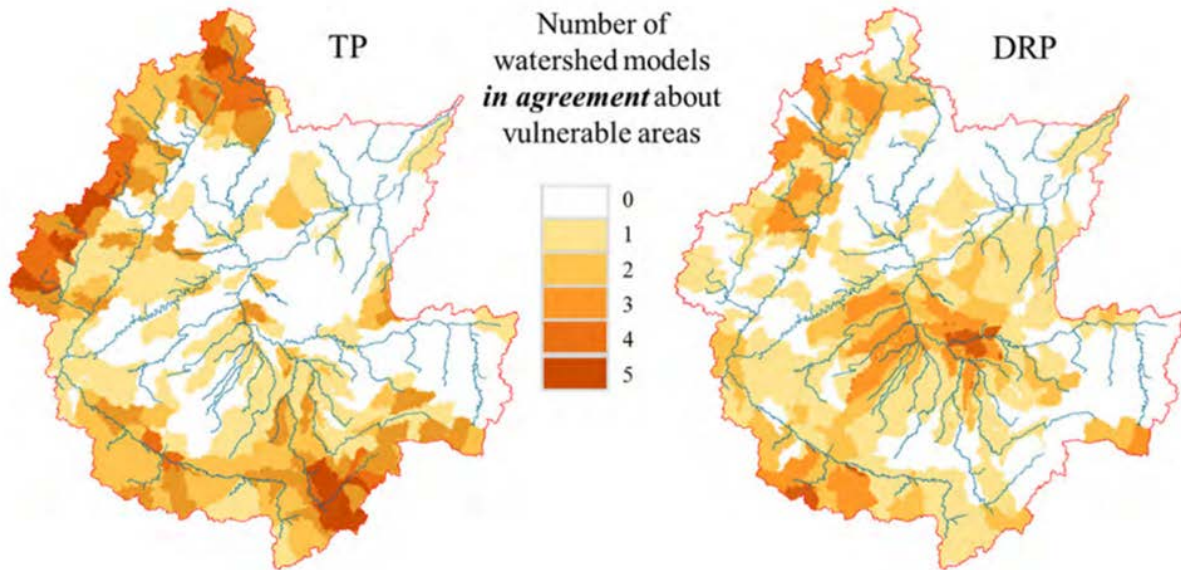 TP
Number of
watershed models
in agreement about
vulnerable areas
DRP
0
1
2
3
4
5